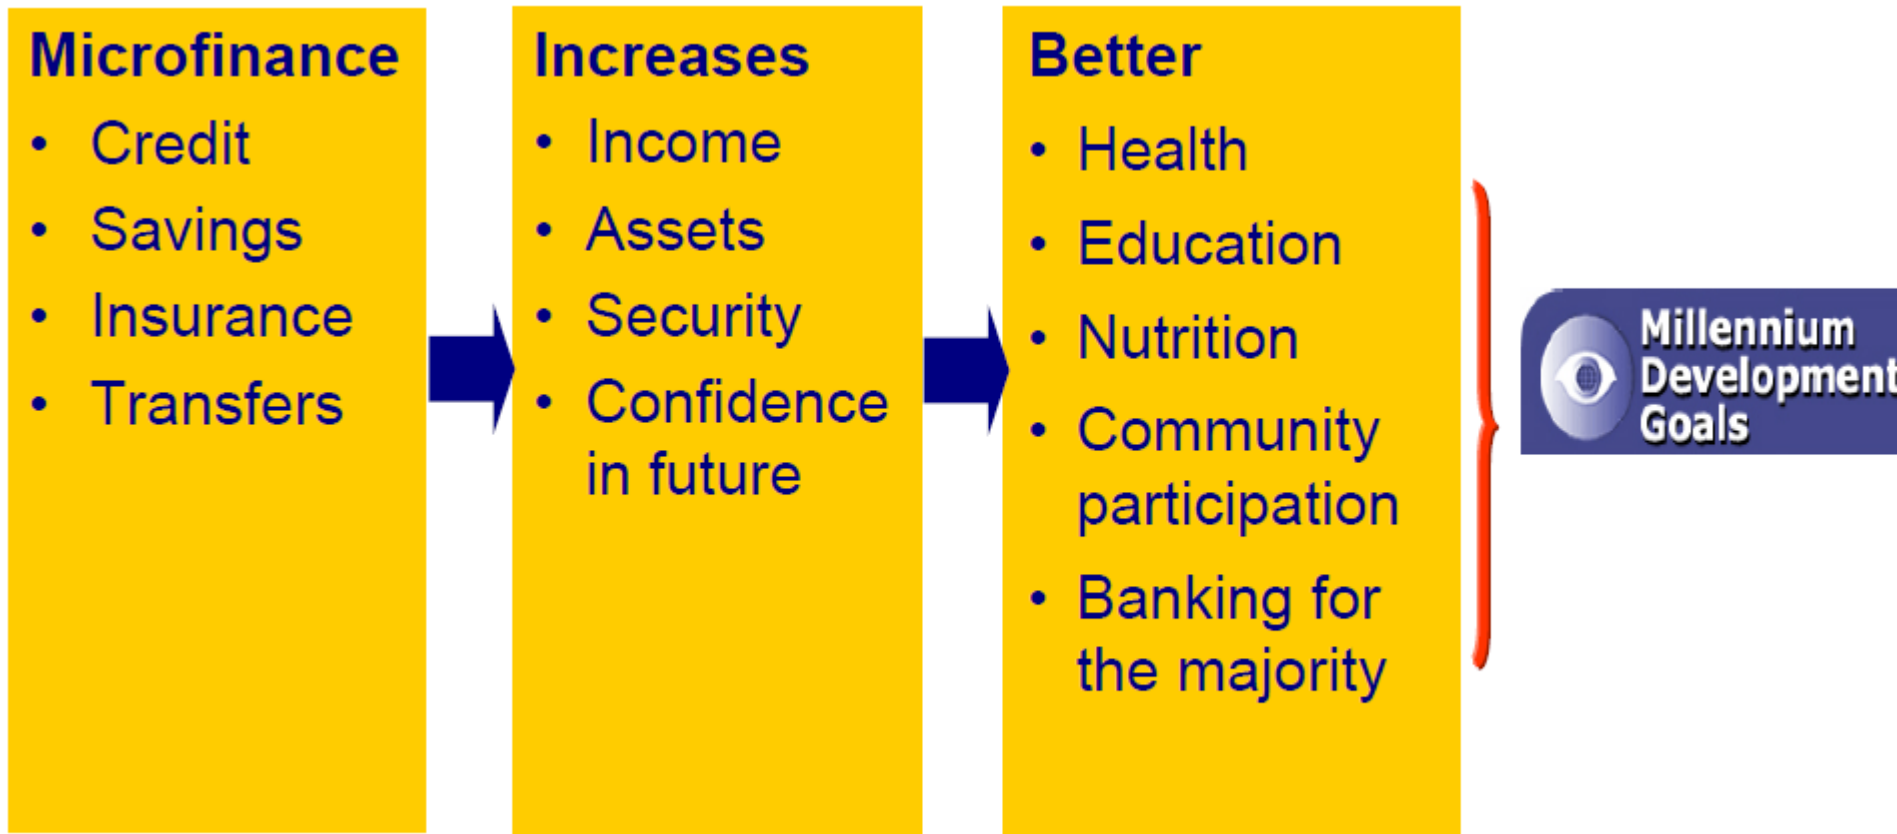 Microfinance
• Credit
• Savings
• Insurance
• Transfers
Increases
• Income
• Assets
• Security
• Confidence
in future
Better
• Health
• Education
• Nutrition
• Community
participation
• Banking for
the majority
Millennium
Development
Goals